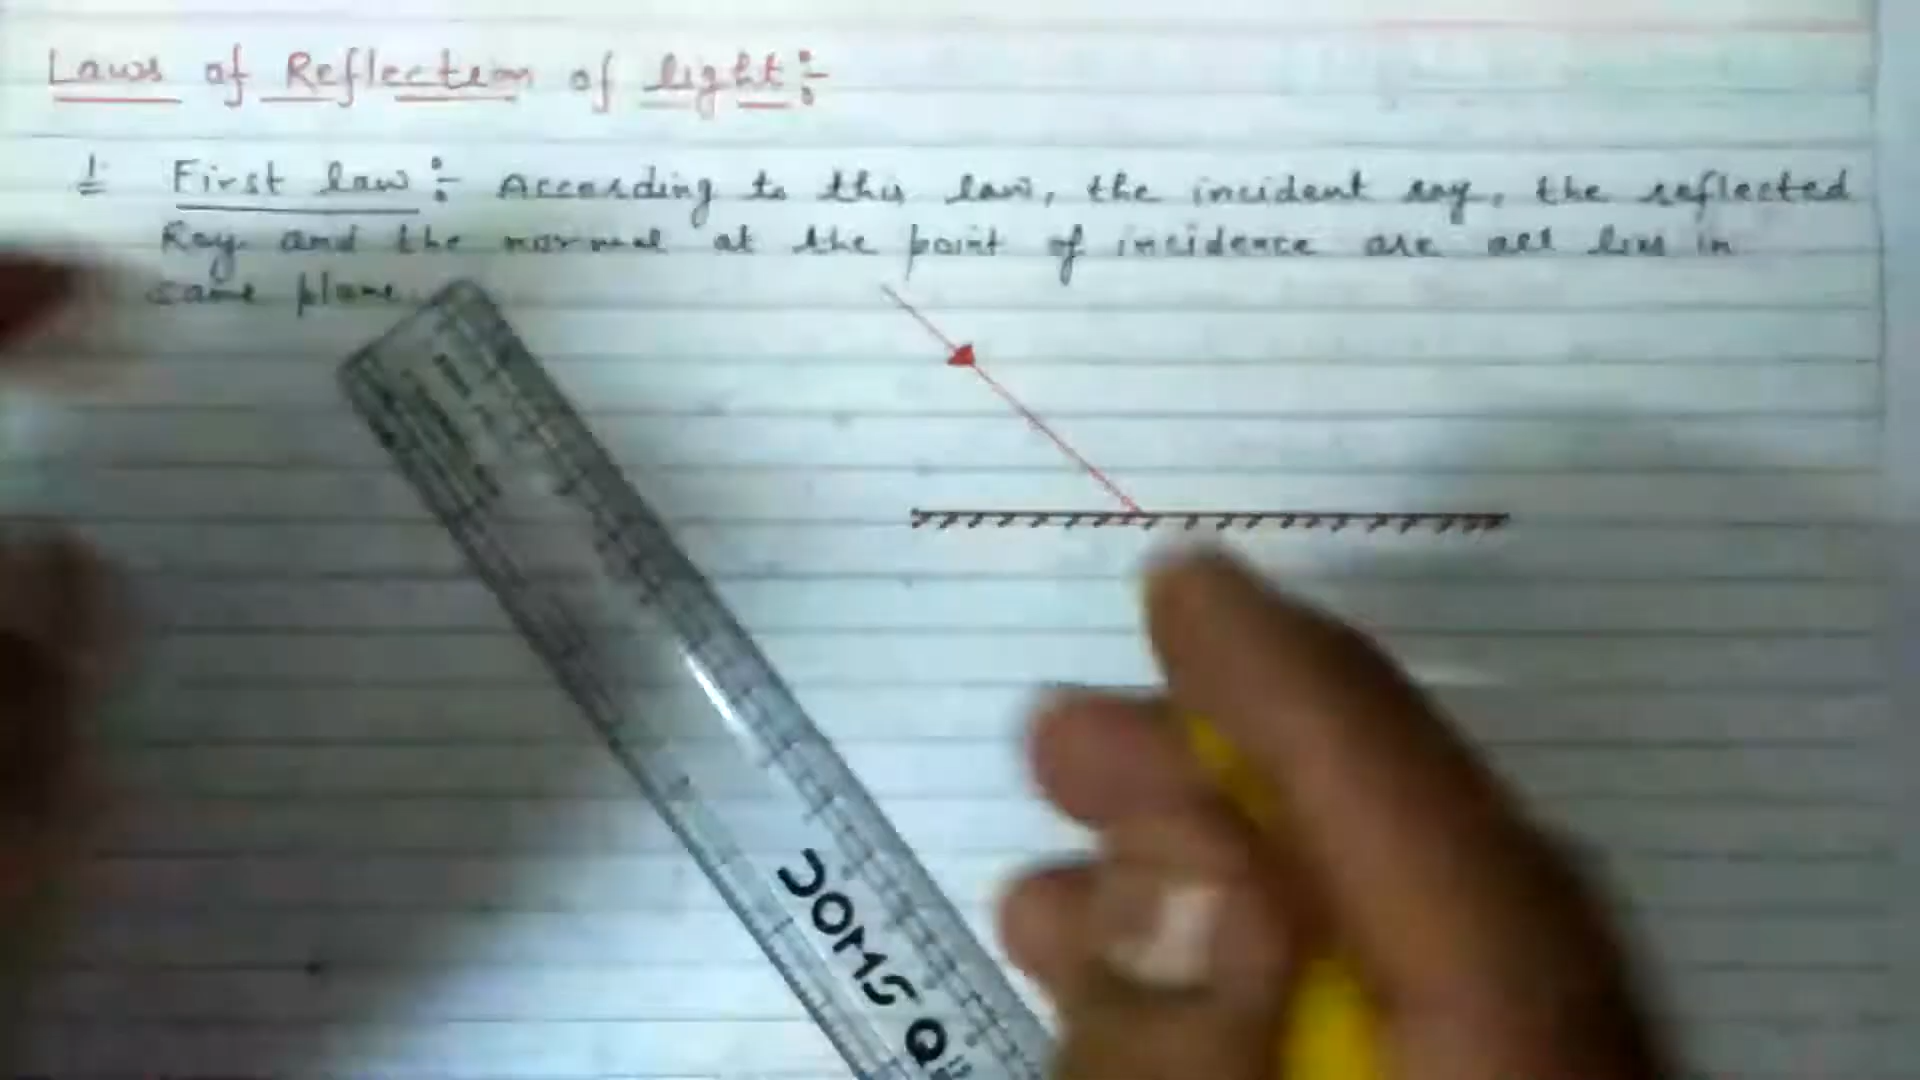 Laws of Reflection of light :-
1. First law :- According to this law, the incident ray, the reflected
Ray and the normal at the point of incidence are all lies in
same plane.
DOMS Q